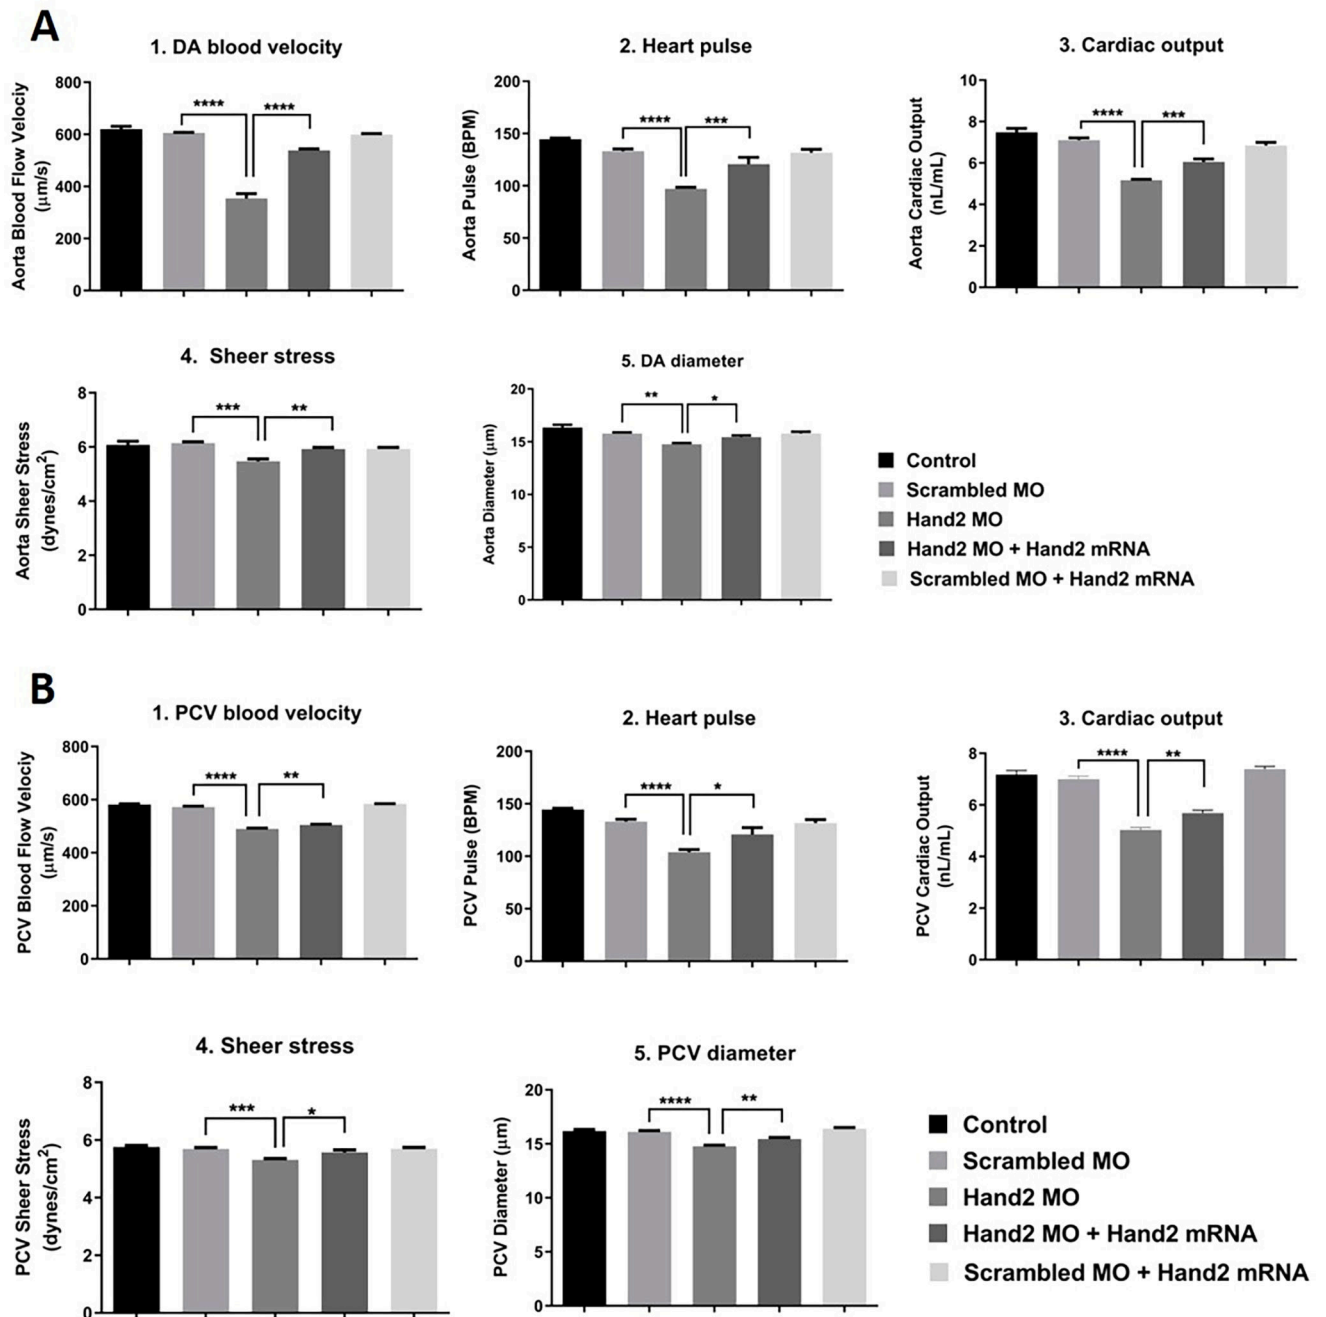 A
1. DA blood velocity
Aorta Blood Flow Velociy
(μm/s)
800
600
400
200
0
****
****
2. Heart pulse
Aorta Pulse (BPM)
200
150
100
50
0
****
***
3. Cardiac output
Aorta Cardiac Output
(nL/mL)
10
8
6
4
2
0
****
***
4. Sheer stress
Aorta Sheer Stress
(dynes/cm²)
8
6
4
2
0
***
**
5. DA diameter
Aorta Diameter (μm)
20
15
10
5
0
**
*
Control
Scrambled MO
Hand2 MO
Hand2 MO + Hand2 mRNA
Scrambled MO + Hand2 mRNA
B
1. PCV blood velocity
PCV Blood Flow Velociy
(μm/s)
800
600
400
200
0
****
**
2. Heart pulse
PCV Pulse (BPM)
200
150
100
50
0
****
*
3. Cardiac output
PCV Cardiac Output
(nL/mL)
8
6
4
2
0
****
**
4. Sheer stress
PCV Sheer Stress
(dynes/cm²)
8
6
4
2
0
***
*
5. PCV diameter
PCV Diameter (μm)
20
15
10
5
0
****
**
Control
Scrambled MO
Hand2 MO
Hand2 MO + Hand2 mRNA
Scrambled MO + Hand2 mRNA